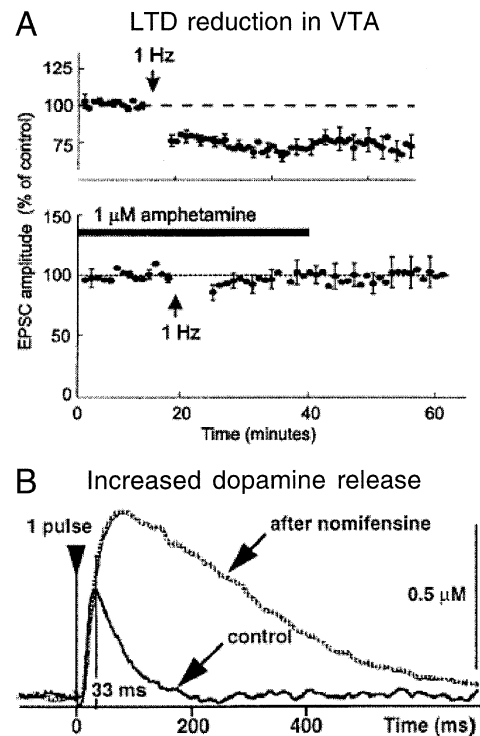 A LTD reduction in VTA
1 Hz
125
100
75
EPSC amplitude (% of control)
150
1 μM amphetamine
100
50
1 Hz
0
0 20 40 60
Time (minutes)
B Increased dopamine release
1 pulse
after nomifensine
0.5 μM
control
33 ms
0 200 400 Time (ms)